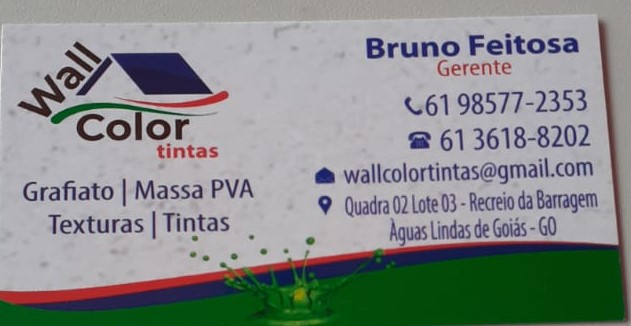 Wall
Color
tintas
Grafiato | Massa PVA
Texturas | Tintas
Bruno Feitosa
Gerente
61 98577-2353
61 3618-8202
wallcolortintas@gmail.com
Quadra 02 Lote 03 - Recreio da Barragem
Àguas Lindas de Goiás - GO